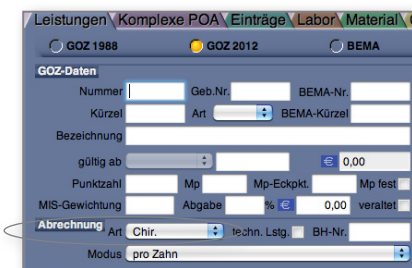 Leistungen Komplexe POA Einträge Labor Material
GOZ 1988 GOZ 2012 BEMA
GOZ-Daten
Nummer Geb.Nr. BEMA-Nr.
Kürzel Art BEMA-Kürzel
Bezeichnung
gültig ab € 0,00
Punktzahl Mp Mp-Eckpkt. Mp fest
MIS-Gewichtung Abgabe % € 0,00 veraltet
Abrechnung Art Chir. techn. Lstg. BH-Nr.
Modus pro Zahn